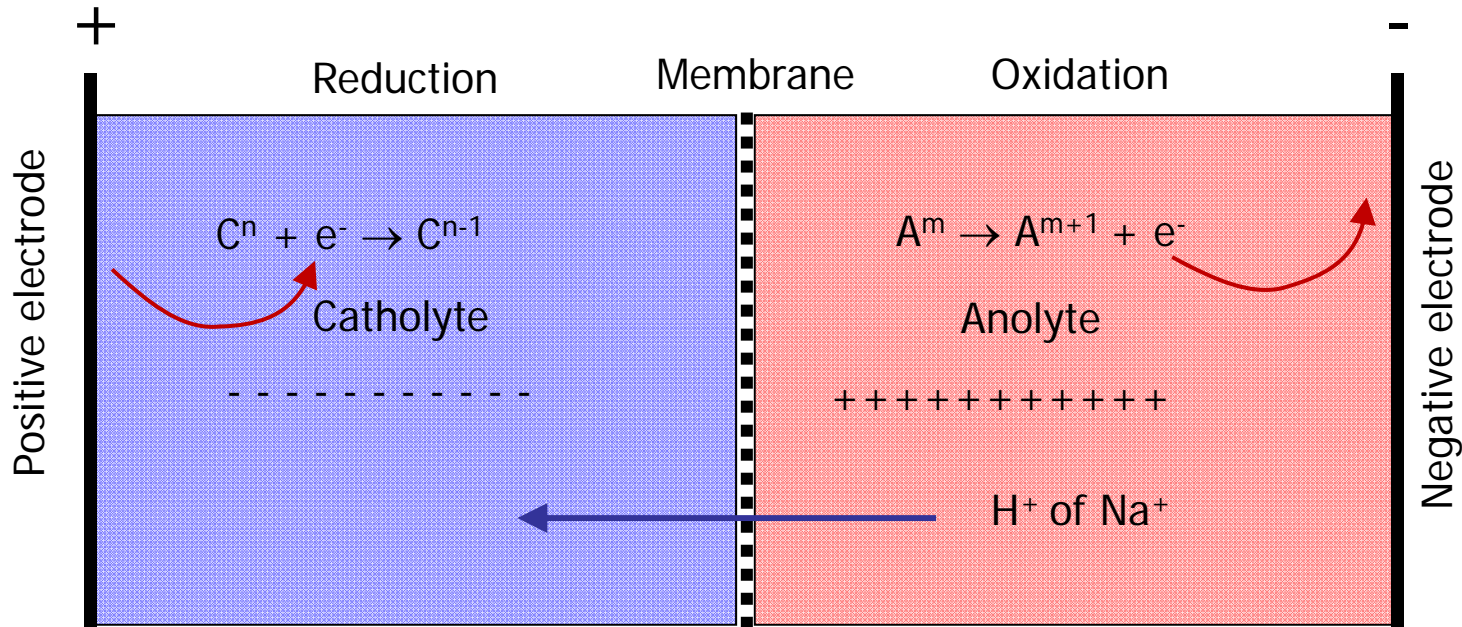 + -
Reduction Membrane Oxidation
Positive electrode
Cⁿ + e⁻ → Cⁿ⁻¹
Catholyte
- - - - - - - - - - -
Aᵐ → Aᵐ⁺¹ + e⁻
Anolyte
+ + + + + + + + + + + +
H⁺ of Na⁺
Negative electrode